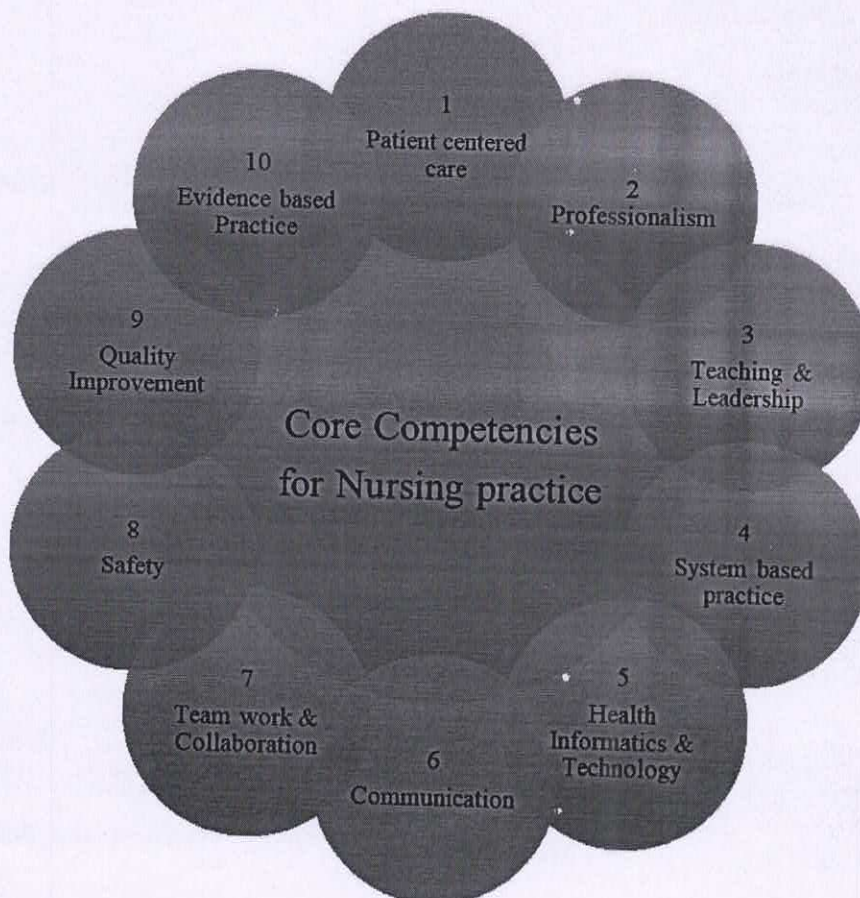 1
Patient centered
care
2
Professionalism
3
Teaching &
Leadership
4
System based
practice
5
Health
Informatics &
Technology
6
Communication
7
Team work &
Collaboration
8
Safety
9
Quality
Improvement
10
Evidence based
Practice
Core Competencies
for Nursing practice